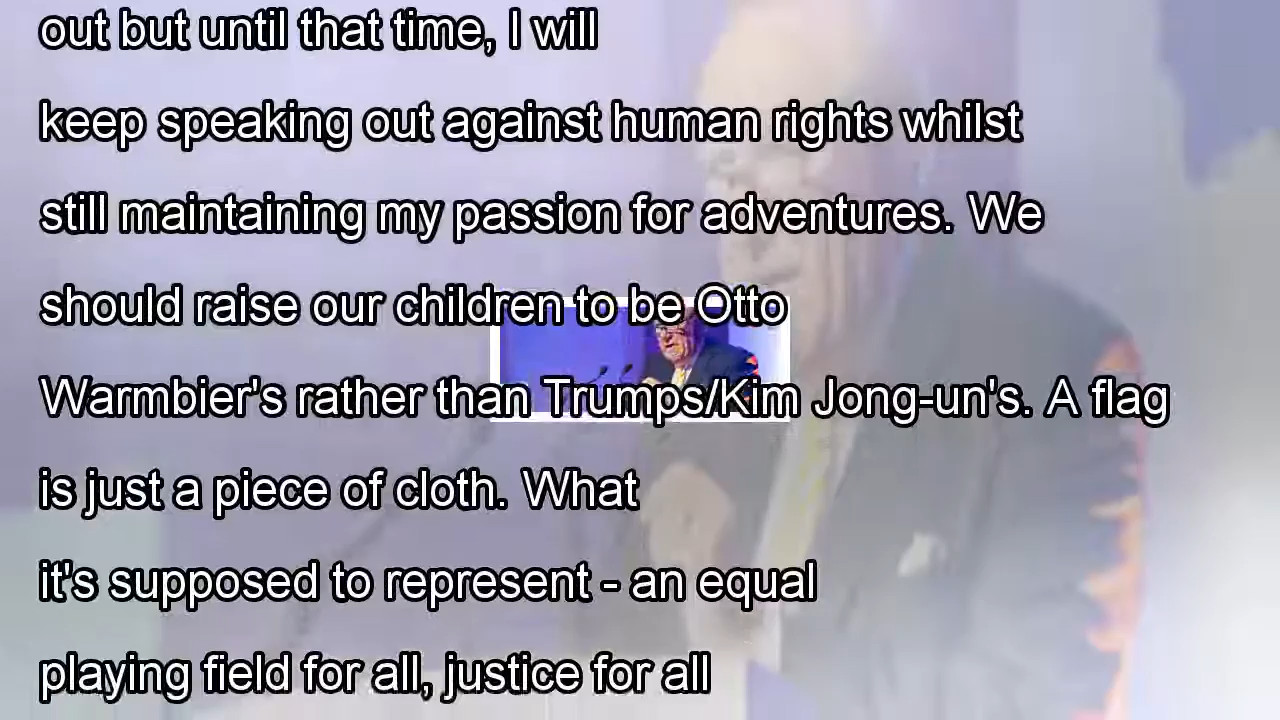 out but until that time, I will
keep speaking out against human rights whilst
still maintaining my passion for adventures. We
should raise our children to be Otto
Warmbier's rather than Trumps/Kim Jong-un's. A flag
is just a piece of cloth. What
it's supposed to represent - an equal
playing field for all, justice for all